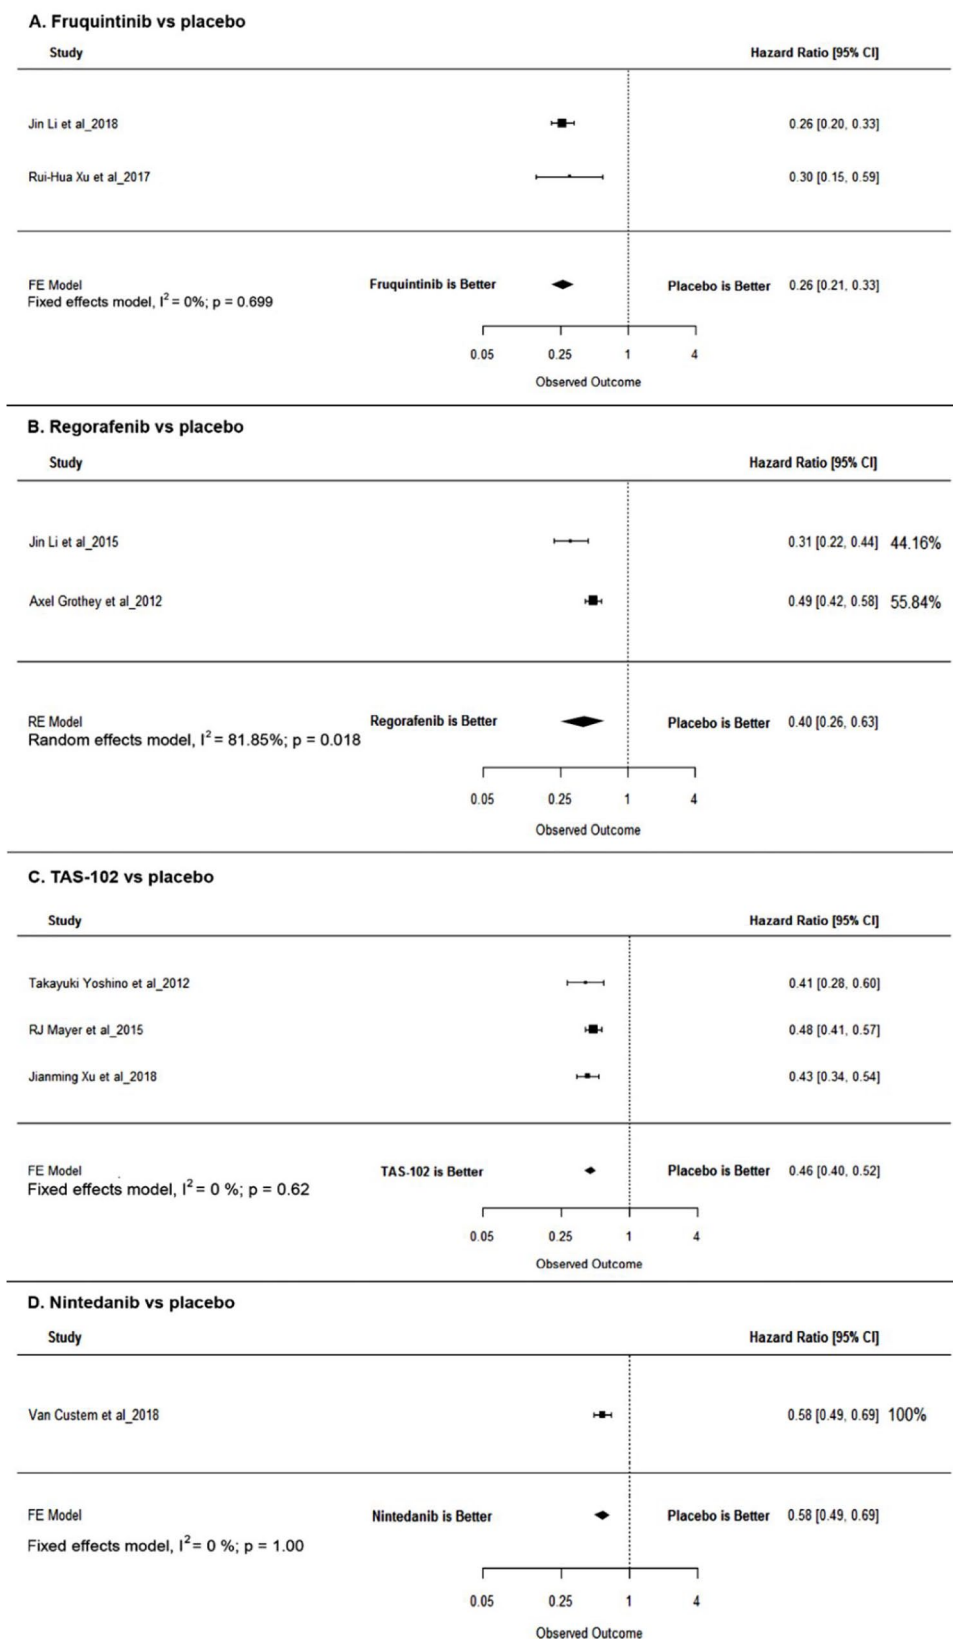 A. Fruquintinib vs placebo
Study Hazard Ratio [95% CI]
Jin Li et al_2018 0.26 [0.20, 0.33]
Rui-Hua Xu et al_2017 0.30 [0.15, 0.59]
FE Model Fruquintinib is Better Placebo is Better 0.26 [0.21, 0.33]
Fixed effects model, I² = 0%; p = 0.699
0.05 0.25 1 4
Observed Outcome
B. Regorafenib vs placebo
Study Hazard Ratio [95% CI]
Jin Li et al_2015 0.31 [0.22, 0.44] 44.16%
Axel Grothey et al_2012 0.49 [0.42, 0.58] 55.84%
RE Model Regorafenib is Better Placebo is Better 0.40 [0.26, 0.63]
Random effects model, I² = 81.85%; p = 0.018
0.05 0.25 1 4
Observed Outcome
C. TAS-102 vs placebo
Study Hazard Ratio [95% CI]
Takayuki Yoshino et al_2012 0.41 [0.28, 0.60]
RJ Mayer et al_2015 0.48 [0.41, 0.57]
Jianming Xu et al_2018 0.43 [0.34, 0.54]
FE Model TAS-102 is Better Placebo is Better 0.46 [0.40, 0.52]
Fixed effects model, I² = 0 %; p = 0.62
0.05 0.25 1 4
Observed Outcome
D. Nintedanib vs placebo
Study Hazard Ratio [95% CI]
Van Custem et al_2018 0.58 [0.49, 0.69] 100%
FE Model Nintedanib is Better Placebo is Better 0.58 [0.49, 0.69]
Fixed effects model, I² = 0 %; p = 1.00
0.05 0.25 1 4
Observed Outcome